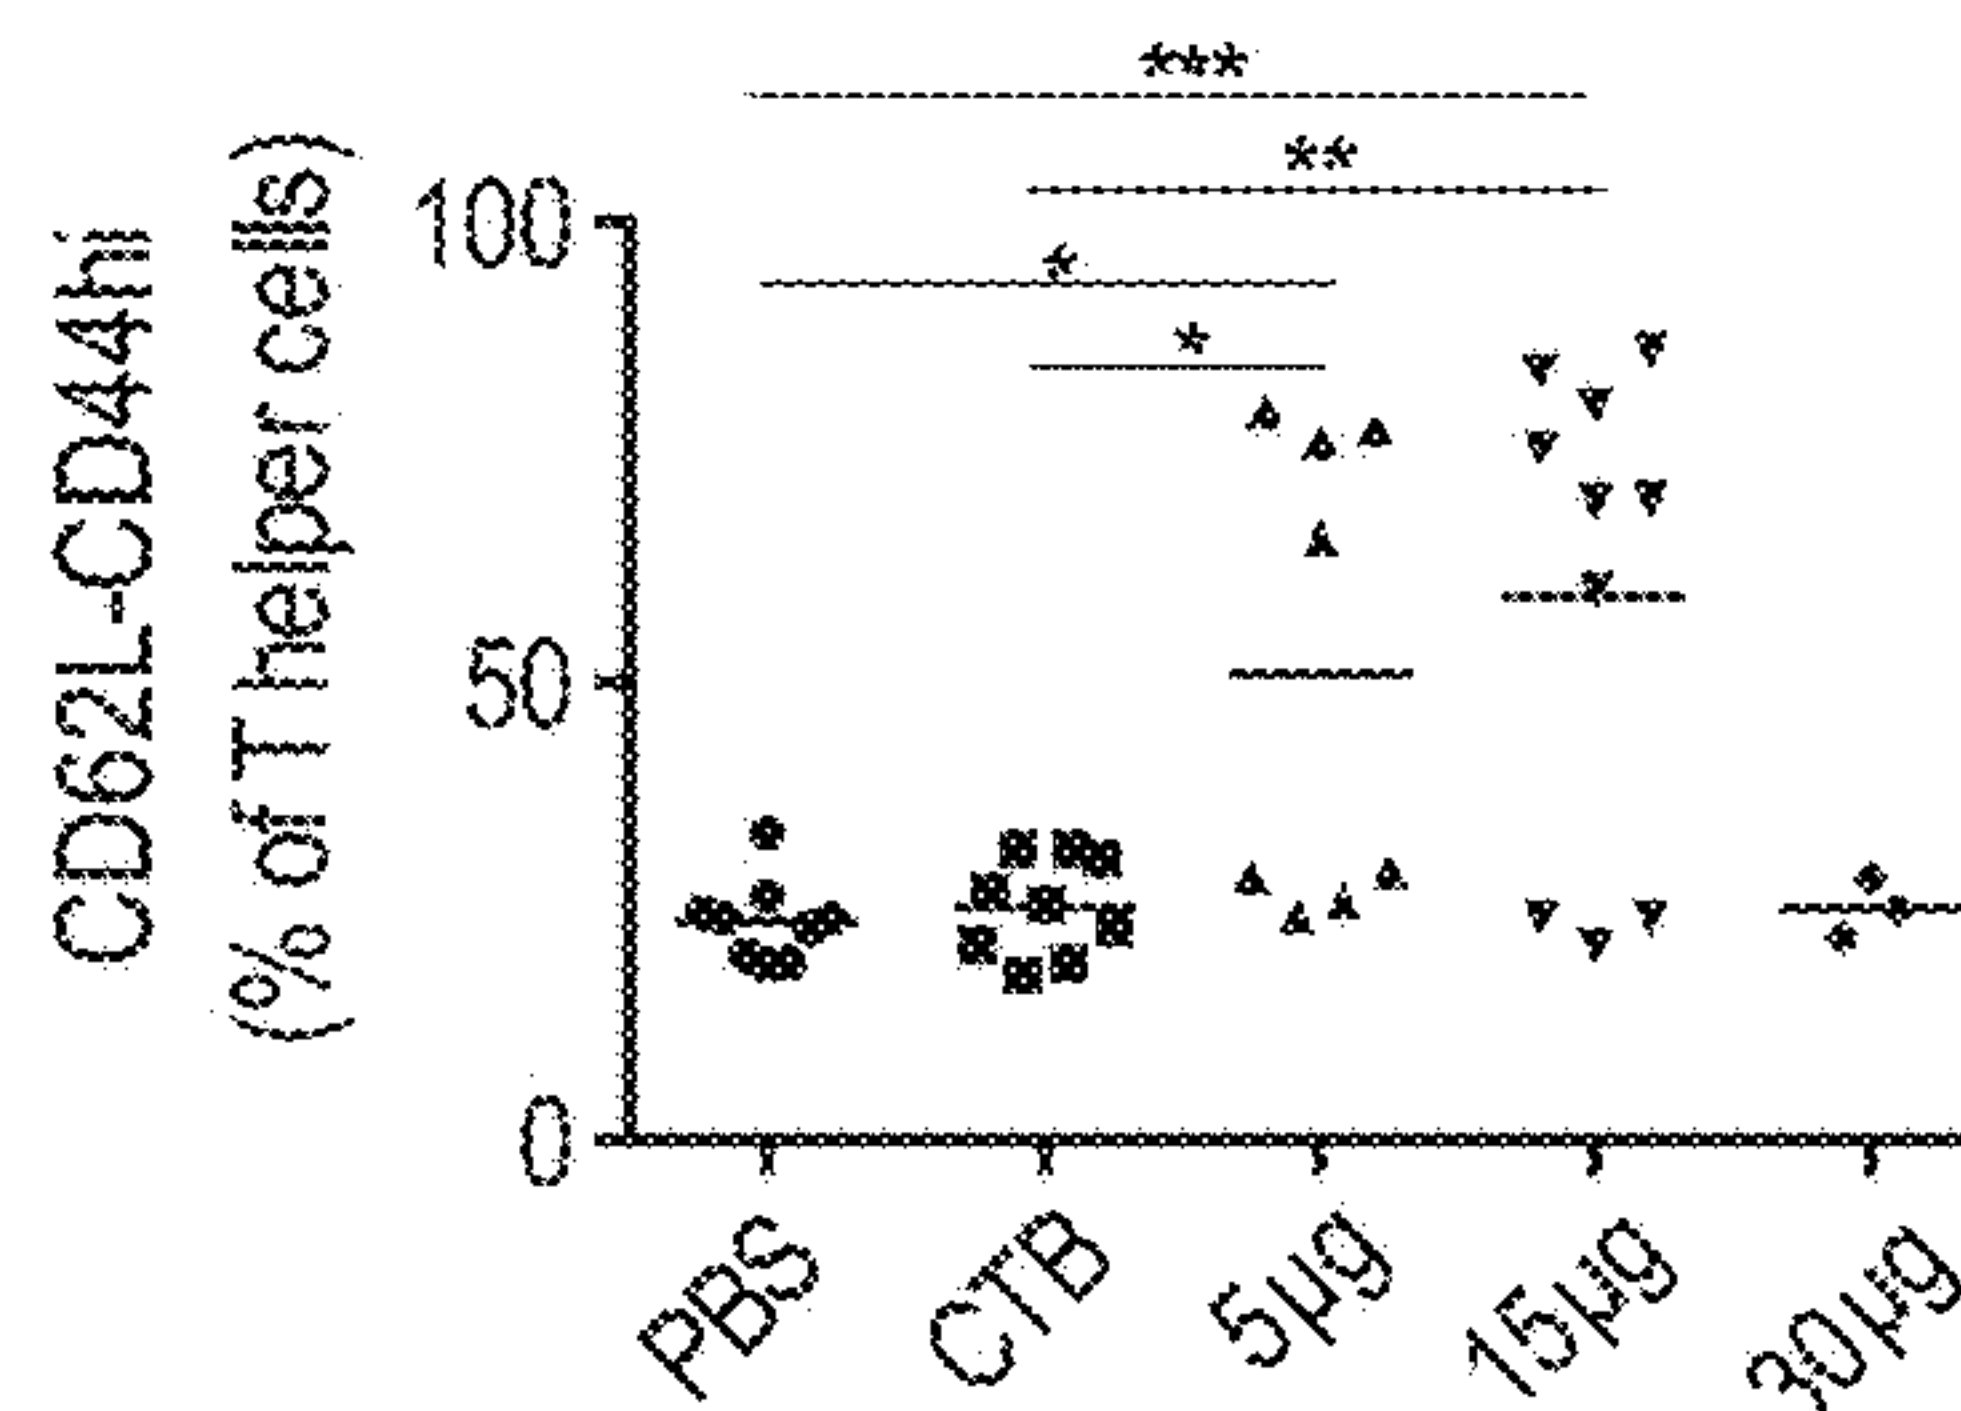 CD62L-CD44hi
(% of T helper cells)
***
**
*
*
100
50
0
PBS
CTB
5µg
15µg
30µg